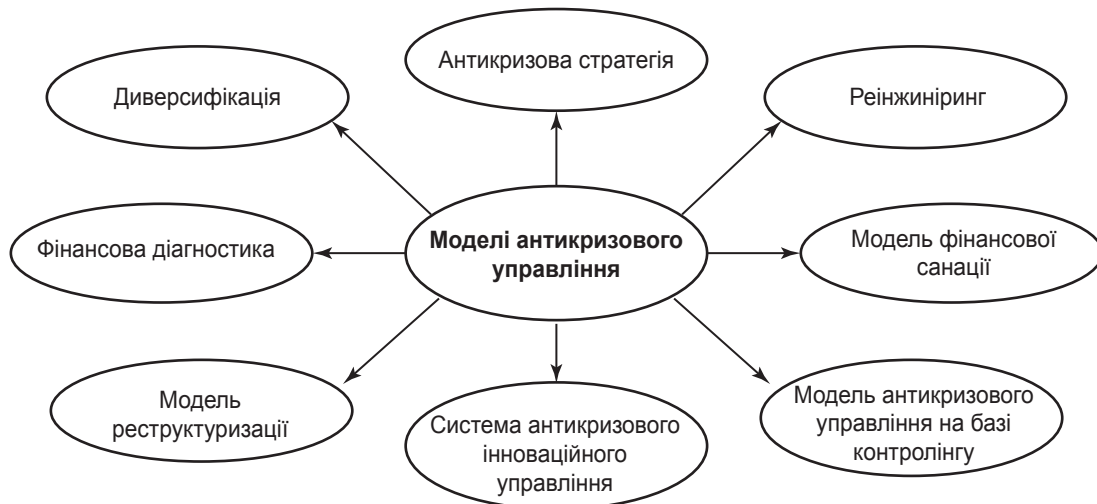 Антикризова стратегія
Диверсифікація
Реінжиніринг
Фінансова діагностика
Моделі антикризового
управління
Модель фінансової
санації
Модель
реструктуризації
Система антикризового
інноваційного
управління
Модель антикризового
управління на базі
контролінгу